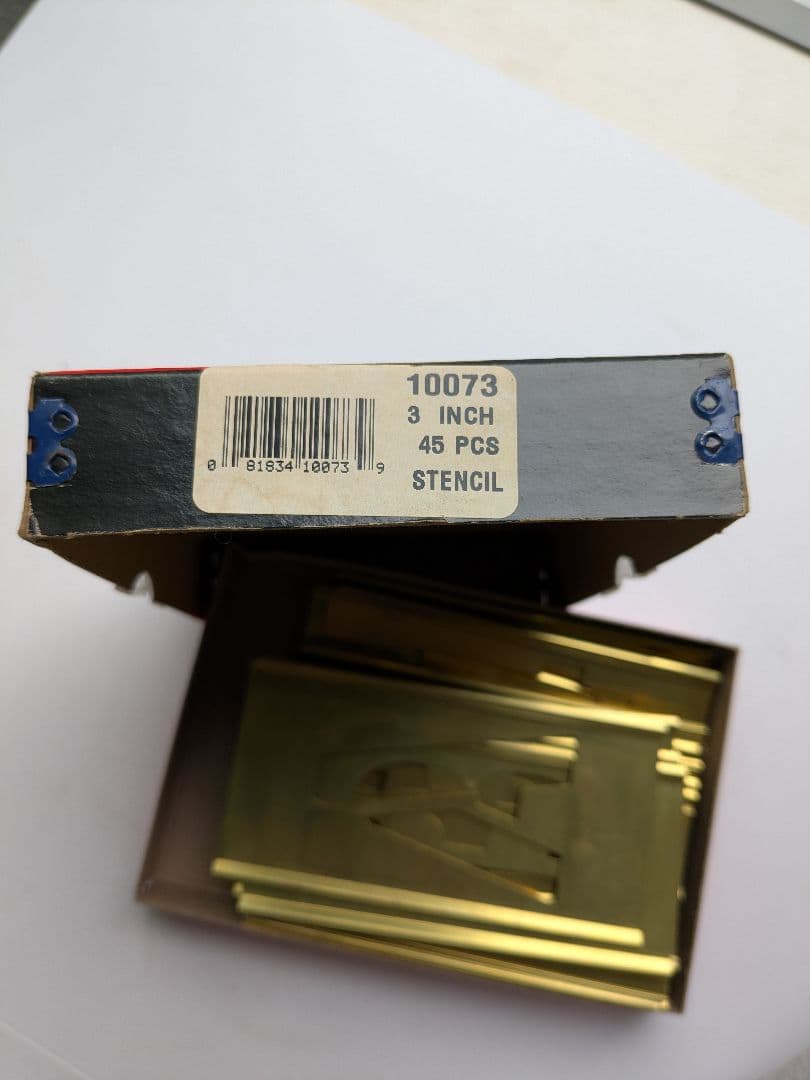 10073
3 INCH
45 PCS
STENCIL
0 81834 10073 9
A